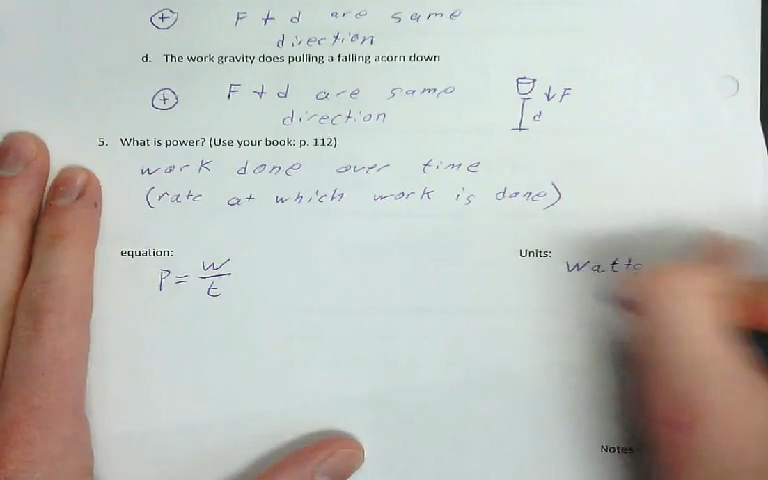 + F + d are same
direction
d. The work gravity does pulling a falling acorn down
+ F + d are same
direction
F
d
5. What is power? (Use your book: p. 112)
work done over time
(rate at which work is done)
equation:
P = W/t
Units:
Watts
Notes